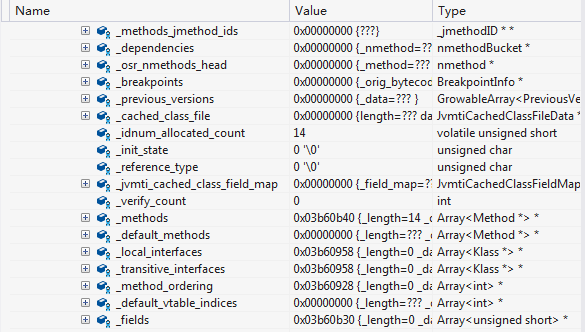 Name Value Type
_methods_jmethod_ids 0x00000000 {???} _jmethodID * *
_dependencies 0x00000000 {_nmethod=?? nmethodBucket *
_osr_nmethods_head 0x00000000 {_method=??? nmethod *
_breakpoints 0x00000000 {_orig_bytecod BreakpointInfo *
_previous_versions 0x00000000 {_data=??? } GrowableArray<PreviousVe
_cached_class_file 0x00000000 {length=??? da JvmtiCachedClassFileData *
_idnum_allocated_count 14 volatile unsigned short
_init_state 0 '\0' unsigned char
_reference_type 0 '\0' unsigned char
_jvmti_cached_class_field_map 0x00000000 {_field_map=? JvmtiCachedClassFieldMap
_verify_count 0 int
_methods 0x03b60b40 {_length=14 _c Array<Method *> *
_default_methods 0x00000000 {_length=??? _c Array<Method *> *
_local_interfaces 0x03b60958 {_length=0 _da Array<Klass *> *
_transitive_interfaces 0x03b60958 {_length=0 _da Array<Klass *> *
_method_ordering 0x03b60928 {_length=0 _da Array<int> *
_default_vtable_indices 0x00000000 {_length=??? _c Array<int> *
_fields 0x03b60b30 {_length=0 _da Array<unsigned short> *